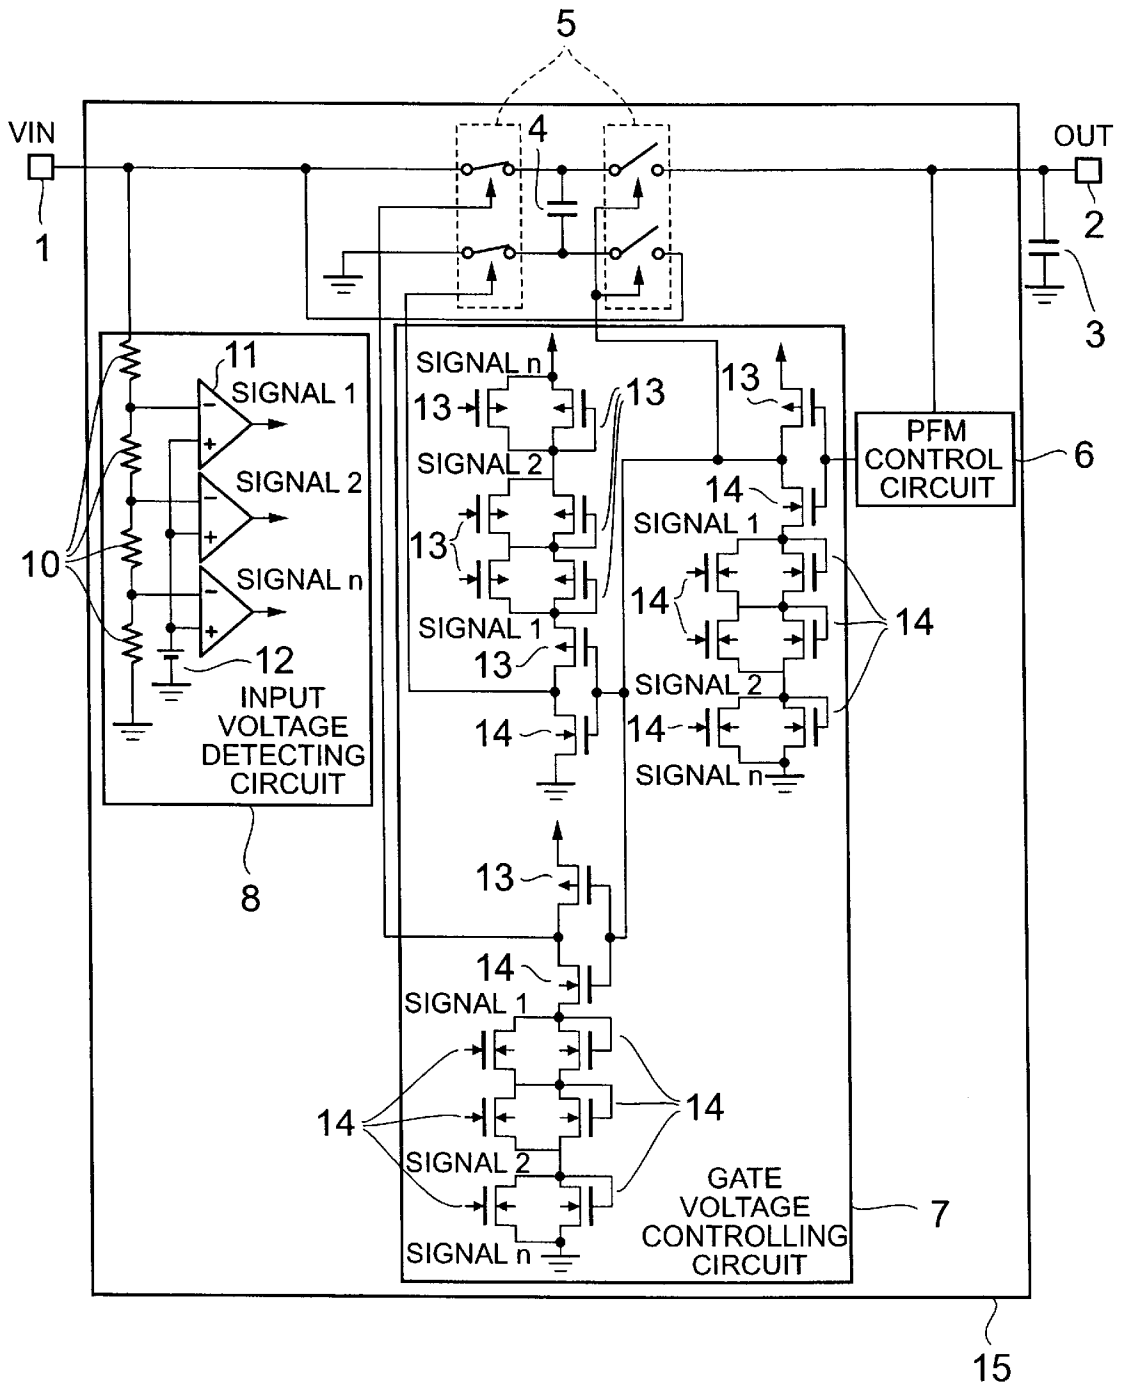 5
VIN
4
OUT
1
2
3
11
SIGNAL 1
SIGNAL 2
SIGNAL n
10
12
INPUT
VOLTAGE
DETECTING
CIRCUIT
8
SIGNAL n
13
13
SIGNAL 2
13
SIGNAL 1
13
14
13
PFM
CONTROL
CIRCUIT
6
14
SIGNAL 1
14
14
SIGNAL 2
14
SIGNAL n
13
14
SIGNAL 1
14
14
SIGNAL 2
SIGNAL n
GATE
VOLTAGE
CONTROLLING
CIRCUIT
7
15